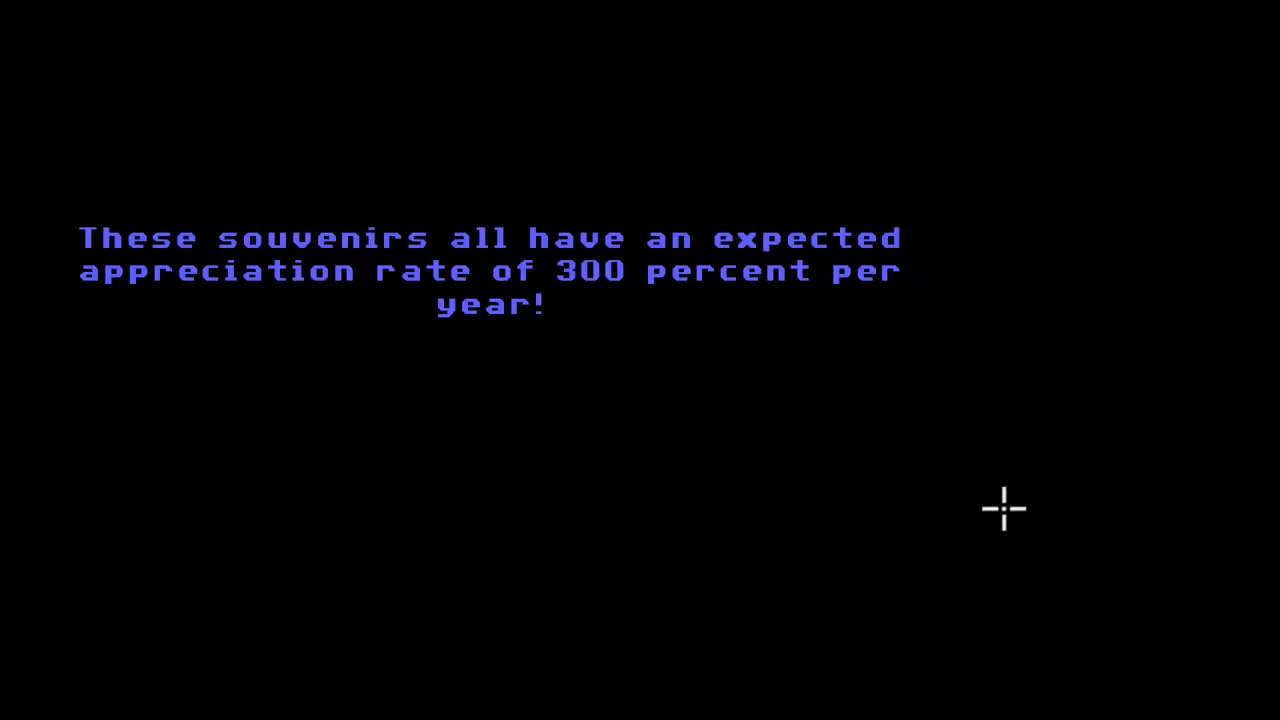 These souvenirs all have an expected
appreciation rate of 300 percent per
year!